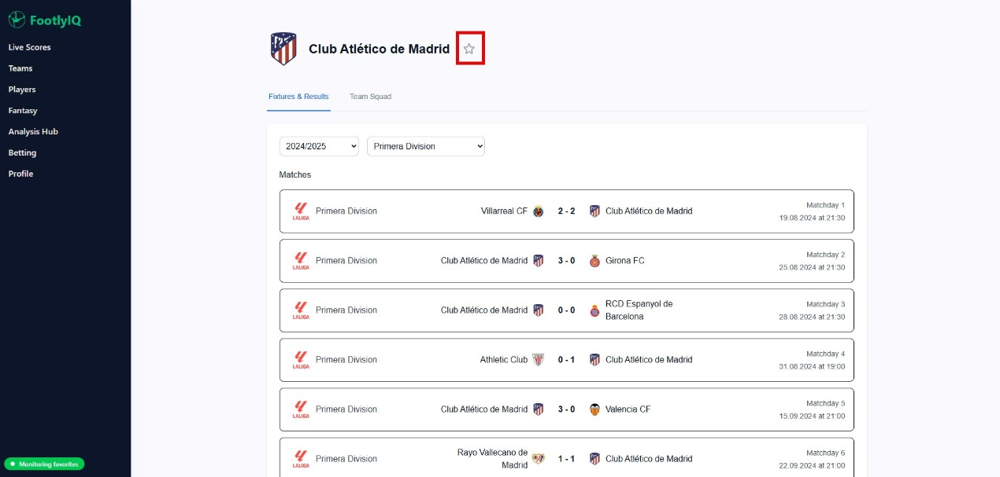 FootlyIQ
Live Scores
Teams
Players
Fantasy
Analysis Hub
Betting
Profile
Monitoring favorites
Club Atlético de Madrid
Fixtures & Results Team Squad
2024/2025 Primera Division
Matches
LALIGA Primera Division Villarreal CF 2 - 2 Club Atlético de Madrid
Matchday 1
19.08.2024 at 21:30
LALIGA Primera Division Club Atlético de Madrid 3 - 0 Girona FC
Matchday 2
25.08.2024 at 21:30
LALIGA Primera Division Club Atlético de Madrid 0 - 0 RCD Espanyol de
Barcelona
Matchday 3
28.08.2024 at 21:30
LALIGA Primera Division Athletic Club 0 - 1 Club Atlético de Madrid
Matchday 4
31.08.2024 at 19:00
LALIGA Primera Division Club Atlético de Madrid 3 - 0 Valencia CF
Matchday 5
15.09.2024 at 21:00
LALIGA Primera Division Rayo Vallecano de
Madrid 1 - 1 Club Atlético de Madrid
Matchday 6
22.09.2024 at 21:00